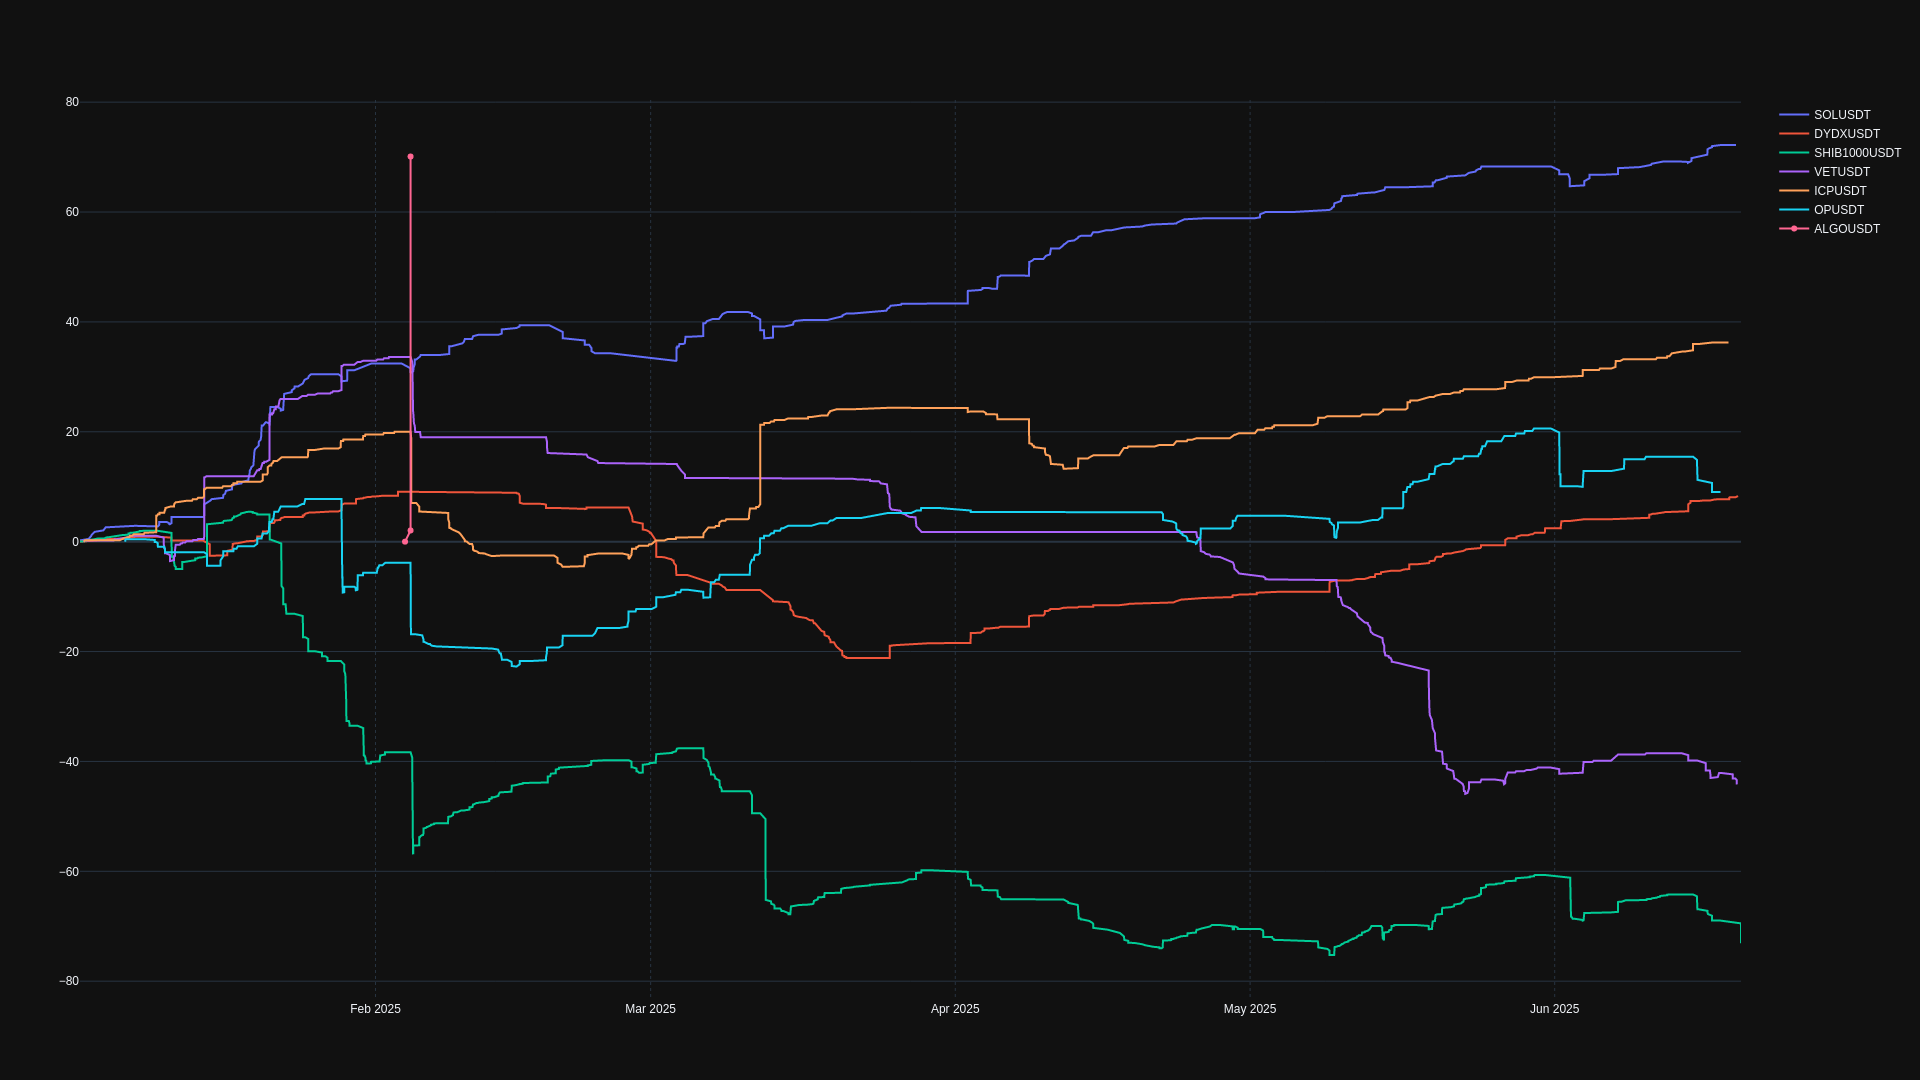 80
60
40
20
0
−20
−40
−60
−80
Feb 2025
Mar 2025
Apr 2025
May 2025
Jun 2025
SOLUSDT
DYDXUSDT
SHIB1000USDT
VETUSDT
ICPUSDT
OPUSDT
ALGOUSDT